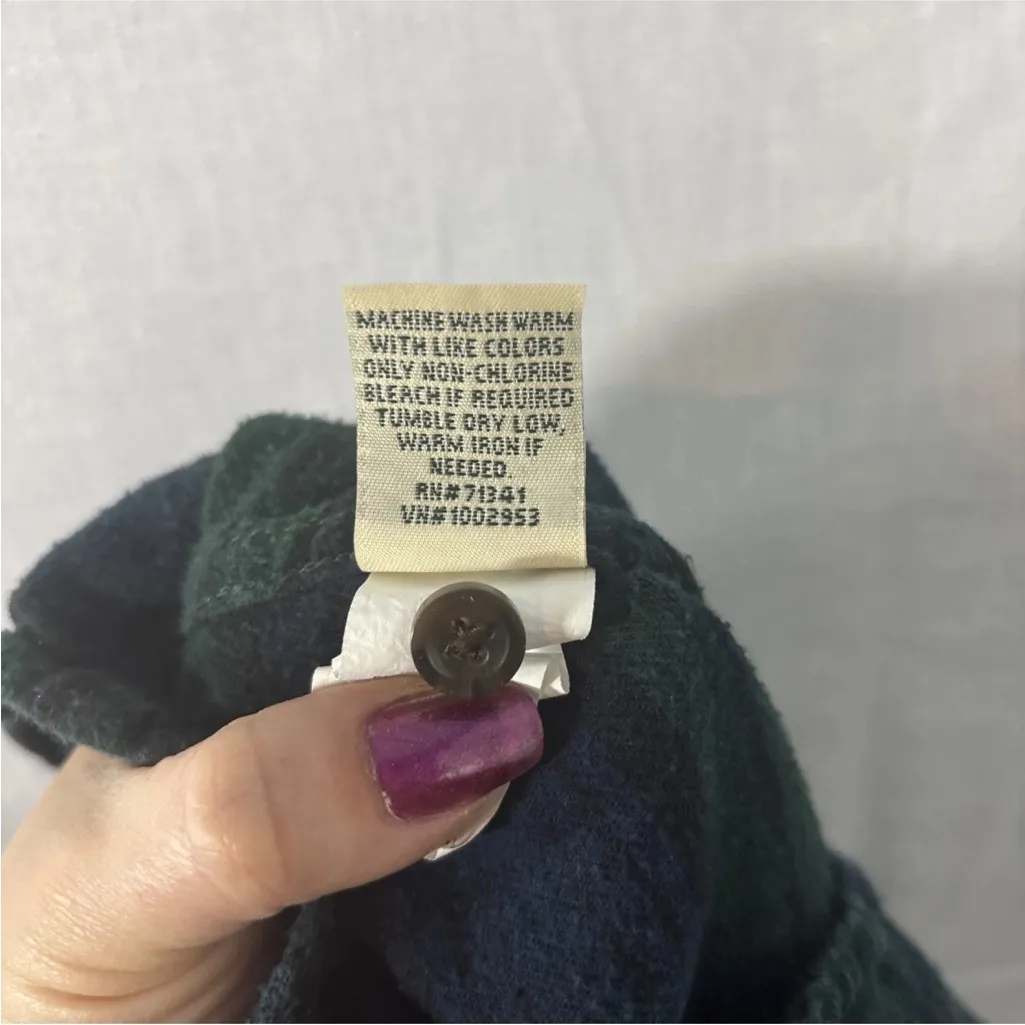 MACHINE WASH WARM
WITH LIKE COLORS
ONLY NON-CHLORINE
BLEACH IF REQUIRED
TUMBLE DRY LOW,
WARM IRON IF
NEEDED.
RN#71341
VN#1002953